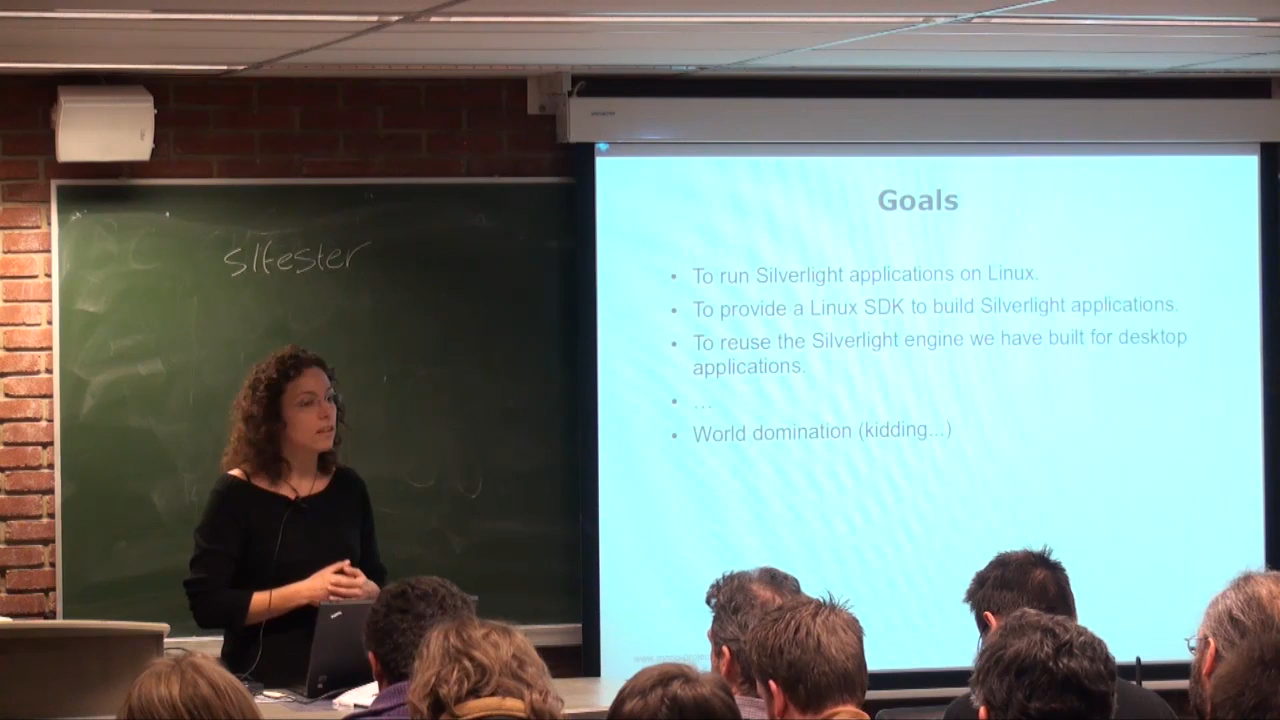 sltester
Goals
• To run Silverlight applications on Linux.
• To provide a Linux SDK to build Silverlight applications.
• To reuse the Silverlight engine we have built for desktop
applications.
• ...
• World domination (kidding...)